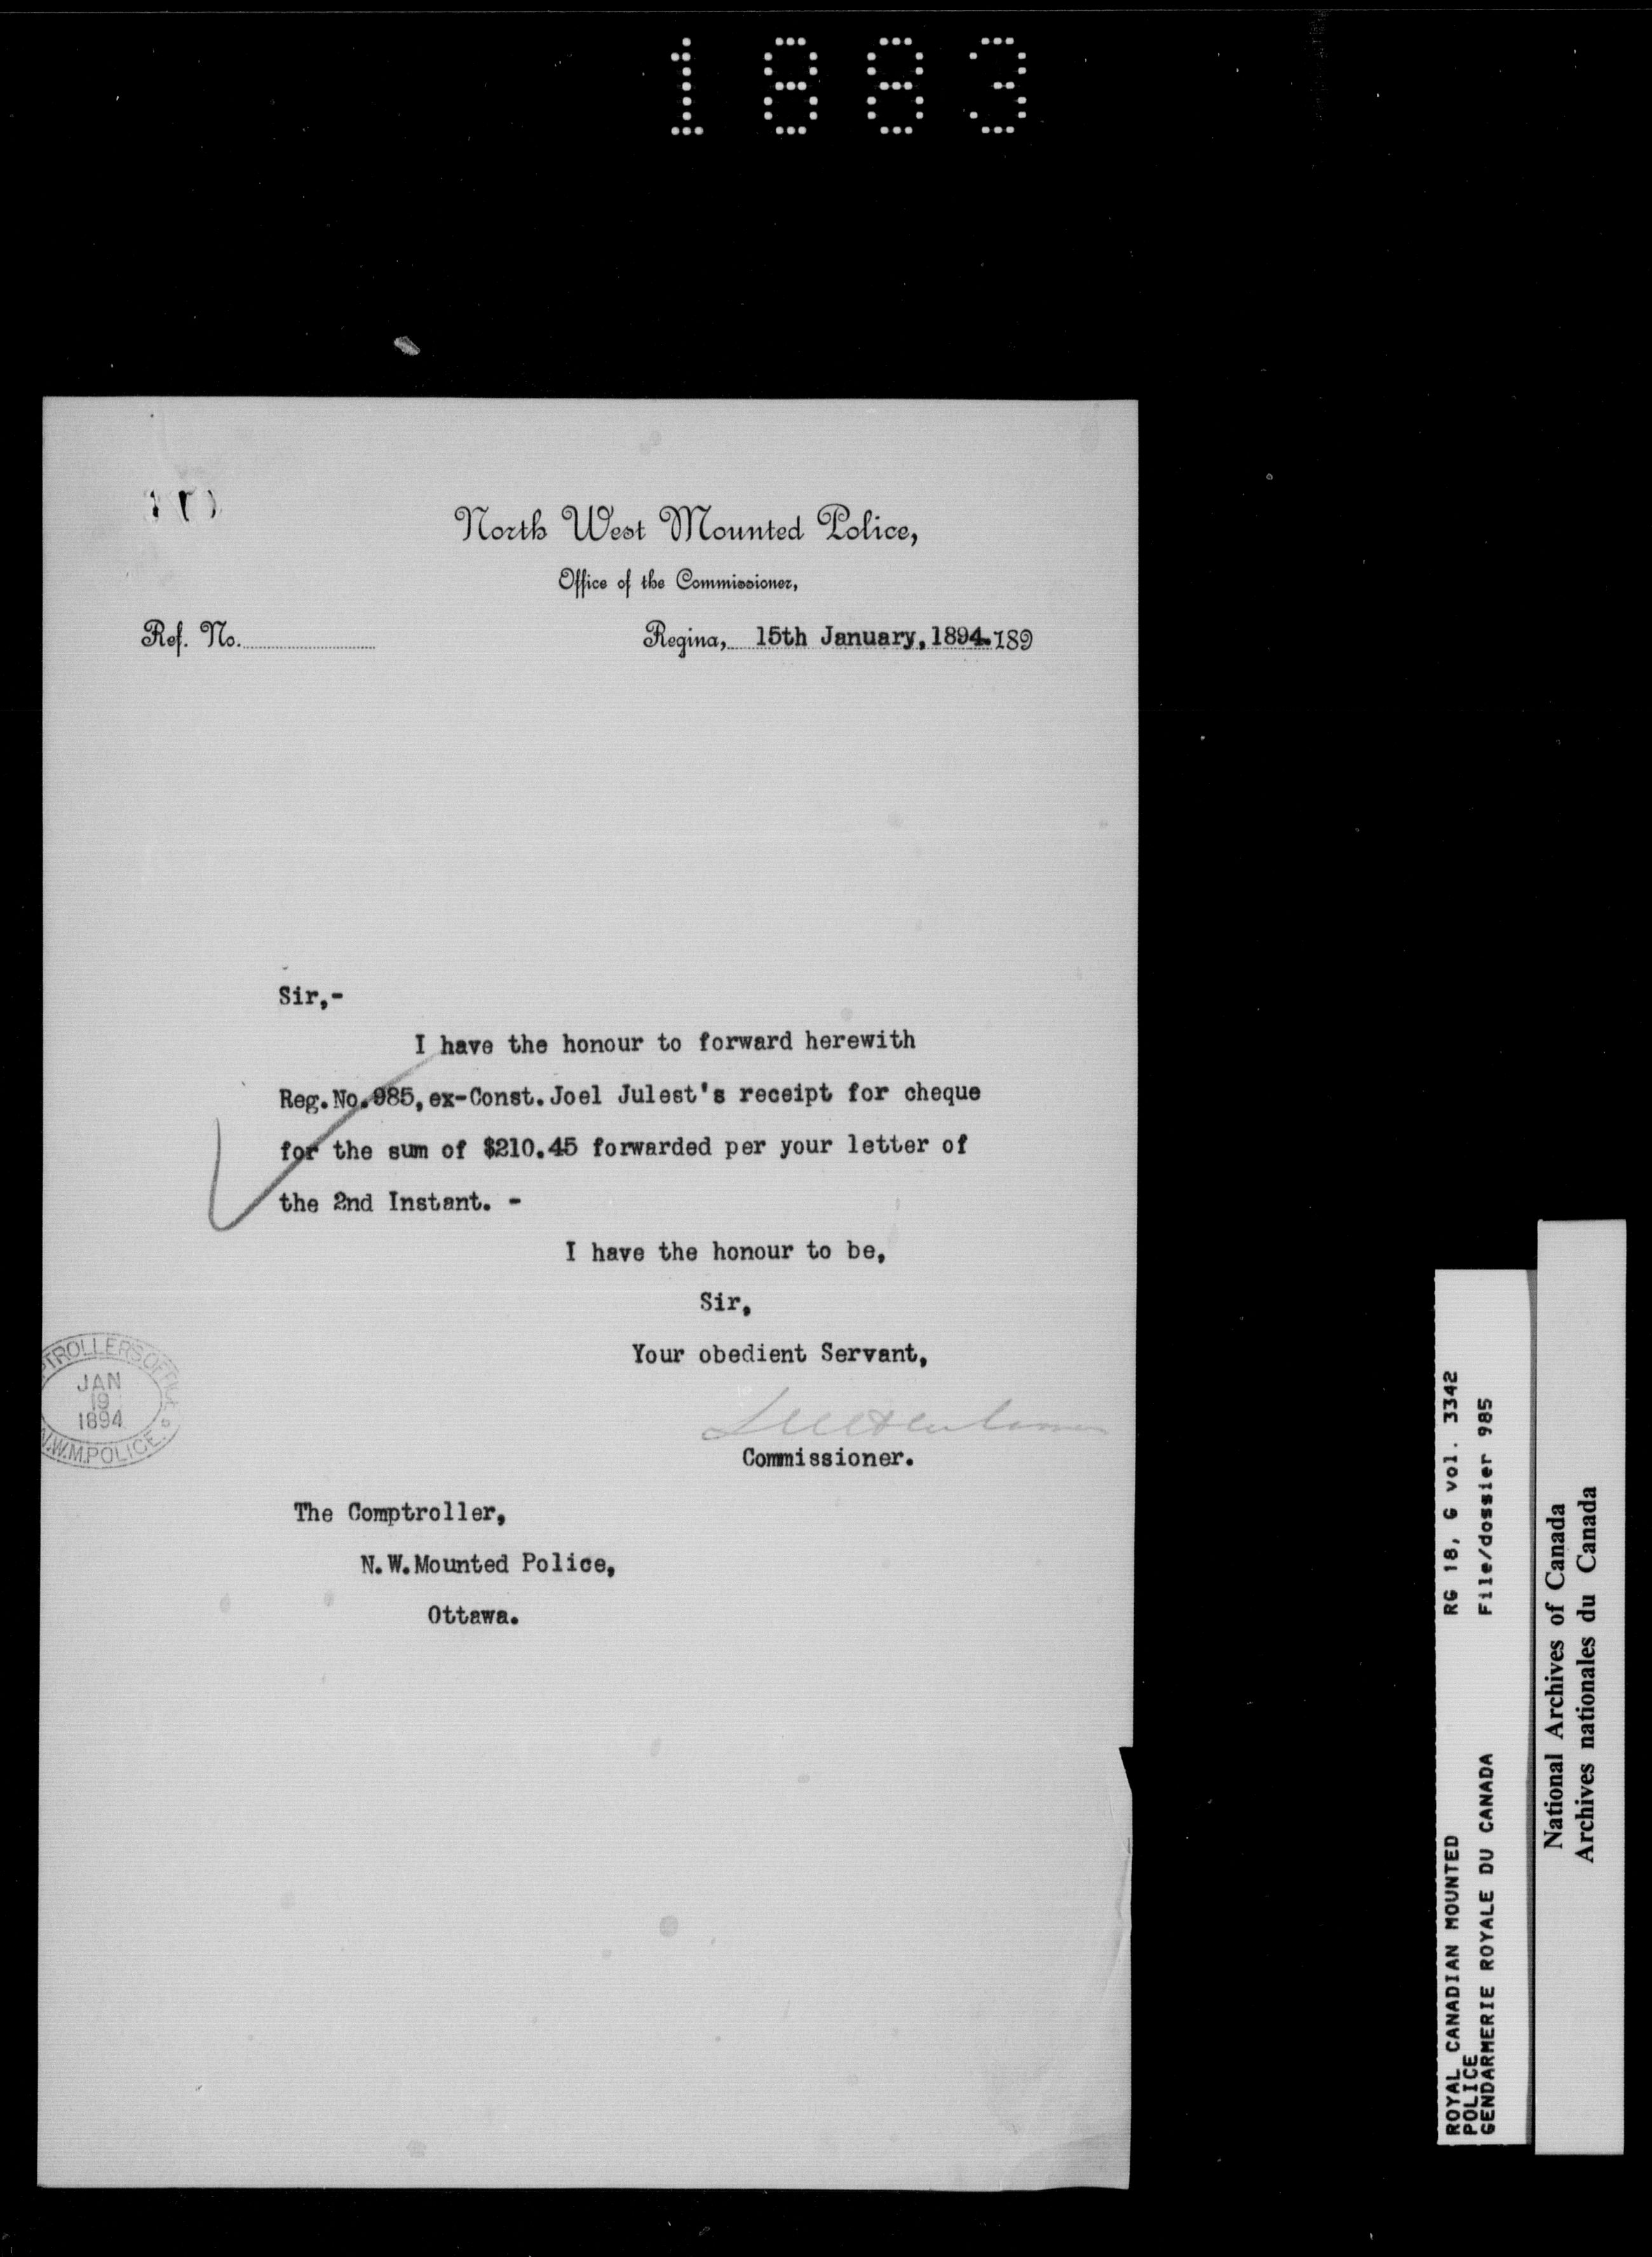 1883
North West Mounted Police,
Office of the Commissioner,
Ref. No.
Regina, 15th January, 1894. 189
Sir,-
I have the honour to forward herewith
Reg. No. 985, ex-Const. Joel Julest's receipt for cheque
for the sum of $210.45 forwarded per your letter of
the 2nd Instant. -
I have the honour to be,
Sir,
Your obedient Servant,
Commissioner.
TROLLERS OFFICE
JAN
19
1894
N.W.M.POLICE.
The Comptroller,
N.W.Mounted Police,
Ottawa.
ROYAL CANADIAN MOUNTED
POLICE
GENDARMERIE ROYALE DU CANADA
RG 18, G vol. 3342
File/dossier 985
National Archives of Canada
Archives nationales du Canada